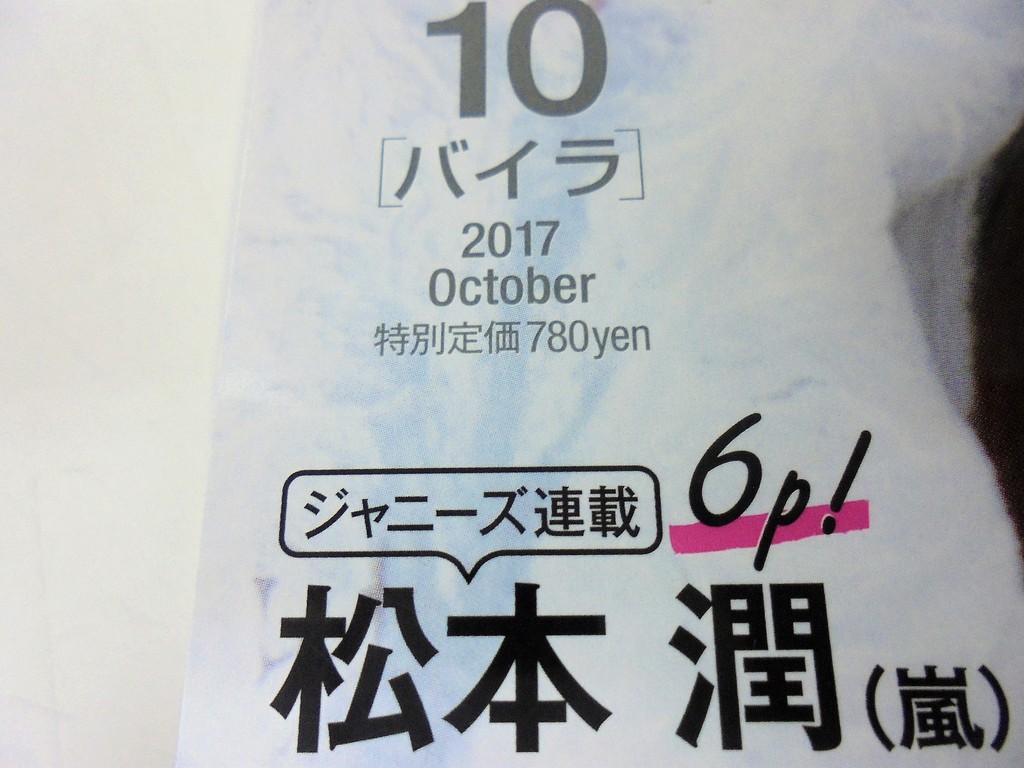 10
[バイラ]
2017
October
特別定価780yen
ジャニーズ連載
6p!
松本 潤(嵐)